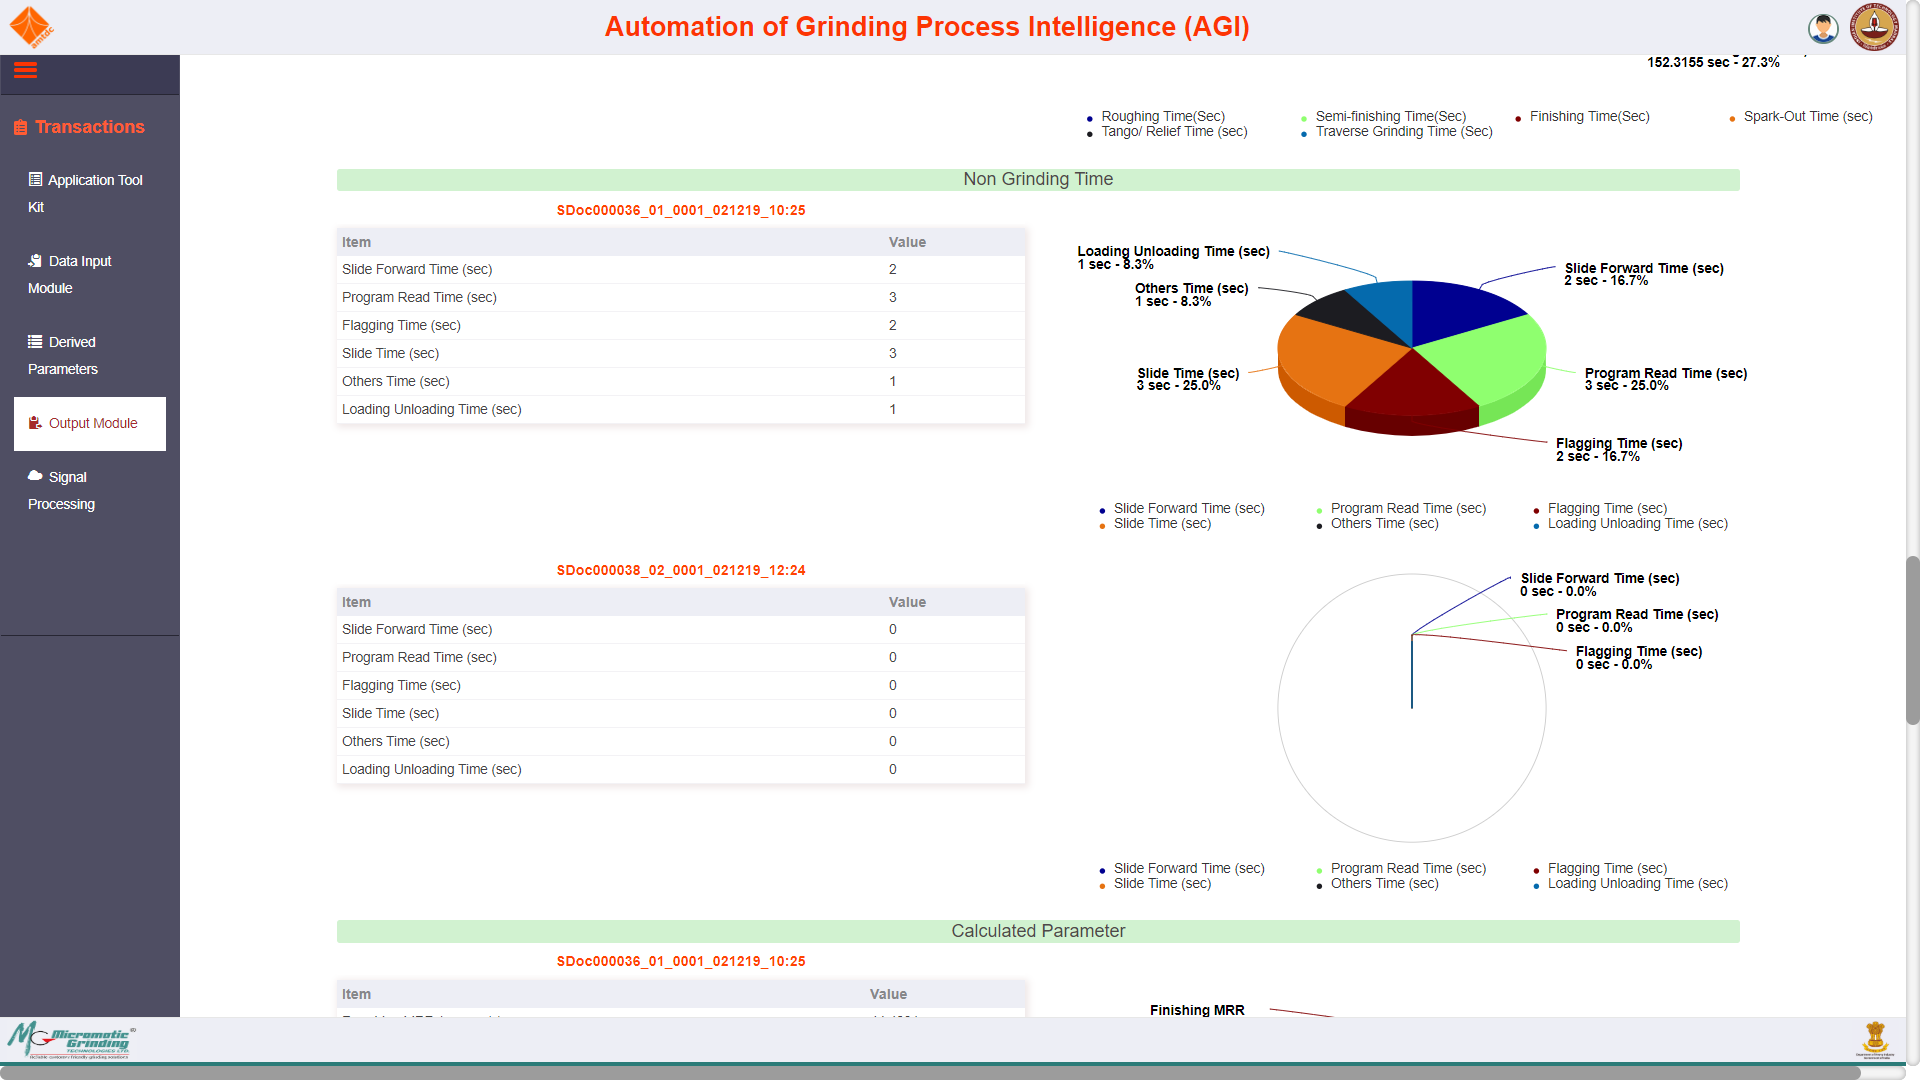 Automation of Grinding Process Intelligence (AGI)
amtdc
Transactions
Application Tool
Kit
Data Input
Module
Derived
Parameters
Output Module
Signal
Processing
152.3155 sec - 27.3%
Roughing Time(Sec)
Semi-finishing Time(Sec)
Finishing Time(Sec)
Spark-Out Time (sec)
Tango/ Relief Time (sec)
Traverse Grinding Time (Sec)
Non Grinding Time
SDoc000036_01_0001_021219_10:25
Item Value
Slide Forward Time (sec) 2
Program Read Time (sec) 3
Flagging Time (sec) 2
Slide Time (sec) 3
Others Time (sec) 1
Loading Unloading Time (sec) 1
Loading Unloading Time (sec)
1 sec - 8.3%
Slide Forward Time (sec)
2 sec - 16.7%
Others Time (sec)
1 sec - 8.3%
Slide Time (sec)
3 sec - 25.0%
Program Read Time (sec)
3 sec - 25.0%
Flagging Time (sec)
2 sec - 16.7%
Slide Forward Time (sec)
Program Read Time (sec)
Flagging Time (sec)
Slide Time (sec)
Others Time (sec)
Loading Unloading Time (sec)
SDoc000038_02_0001_021219_12:24
Item Value
Slide Forward Time (sec) 0
Program Read Time (sec) 0
Flagging Time (sec) 0
Slide Time (sec) 0
Others Time (sec) 0
Loading Unloading Time (sec) 0
Slide Forward Time (sec)
0 sec - 0.0%
Program Read Time (sec)
0 sec - 0.0%
Flagging Time (sec)
0 sec - 0.0%
Slide Forward Time (sec)
Program Read Time (sec)
Flagging Time (sec)
Slide Time (sec)
Others Time (sec)
Loading Unloading Time (sec)
Calculated Parameter
SDoc000036_01_0001_021219_10:25
Item Value
Finishing MRR
MG Micromatic
Grinding
TECHNOLOGIES LTD.